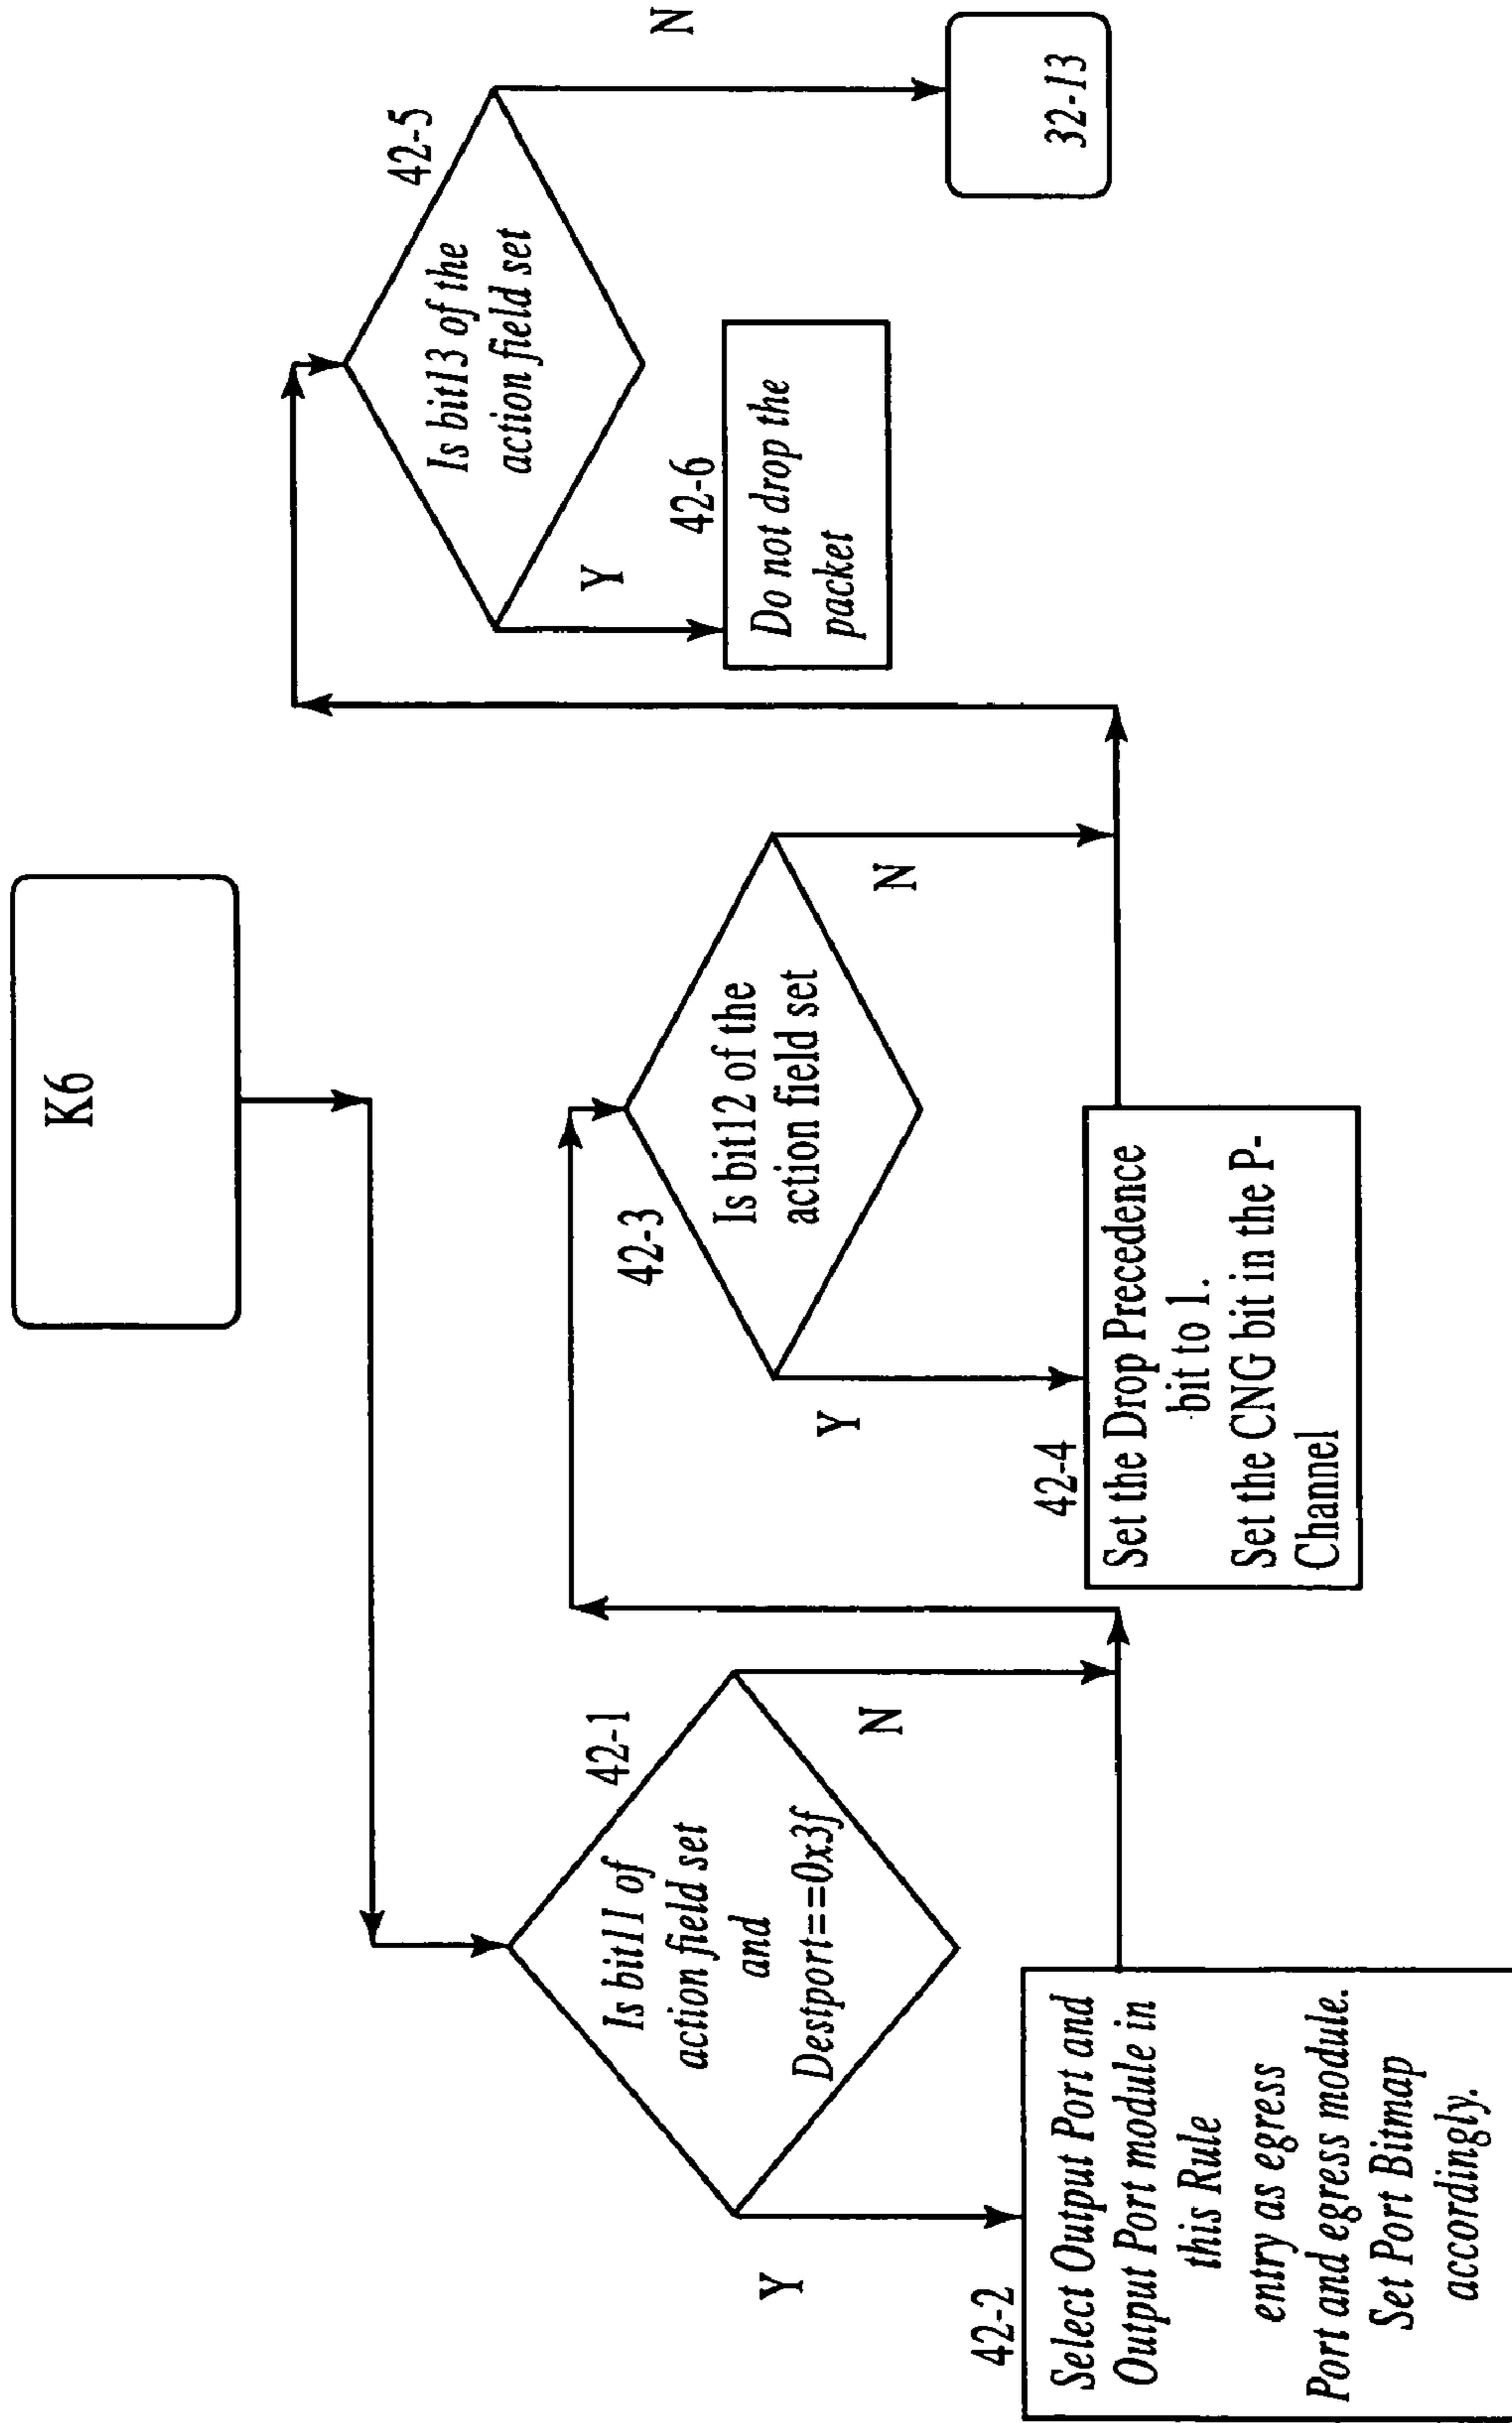 K6
42-1
Is bit11 of
action field set
and
Destport==0x3f
Y
N
42-2
Select Output Port and
Output Port module in
this Rule
entry as egress
Port and egress module.
Set Port Bitmap
accordingly.
42-3
Is bit12 of the
action field set
Y
N
42-4
Set the Drop Precedence
bit to 1.
Set the CNG bit in the P-
Channel
42-5
Is bit13 of the
action field set
Y
N
42-6
Do not drop the
packet
32-13